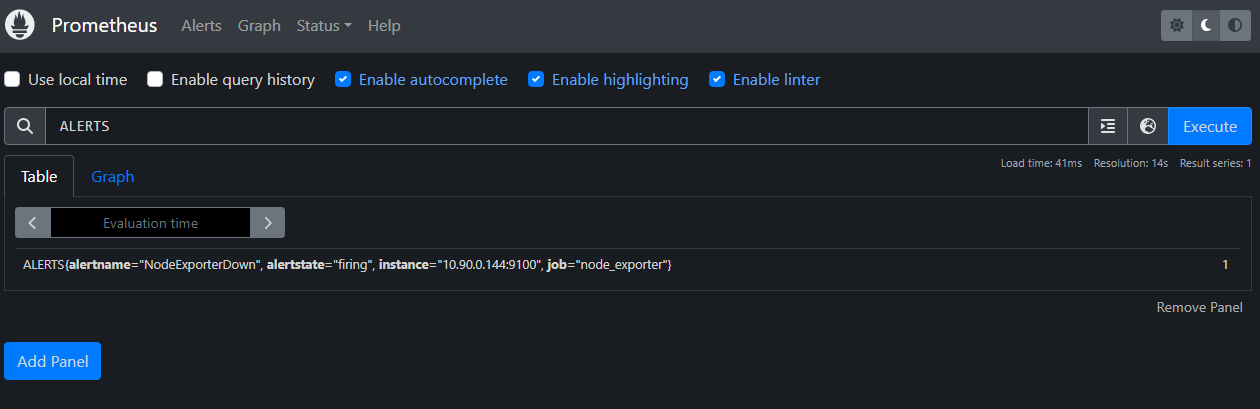 Prometheus Alerts Graph Status Help
Use local time Enable query history Enable autocomplete Enable highlighting Enable linter
ALERTS Execute
Load time: 41ms Resolution: 14s Result series: 1
Table Graph
Evaluation time
ALERTS{alertname="NodeExporterDown", alertstate="firing", instance="10.90.0.144:9100", job="node_exporter"} 1
Remove Panel
Add Panel